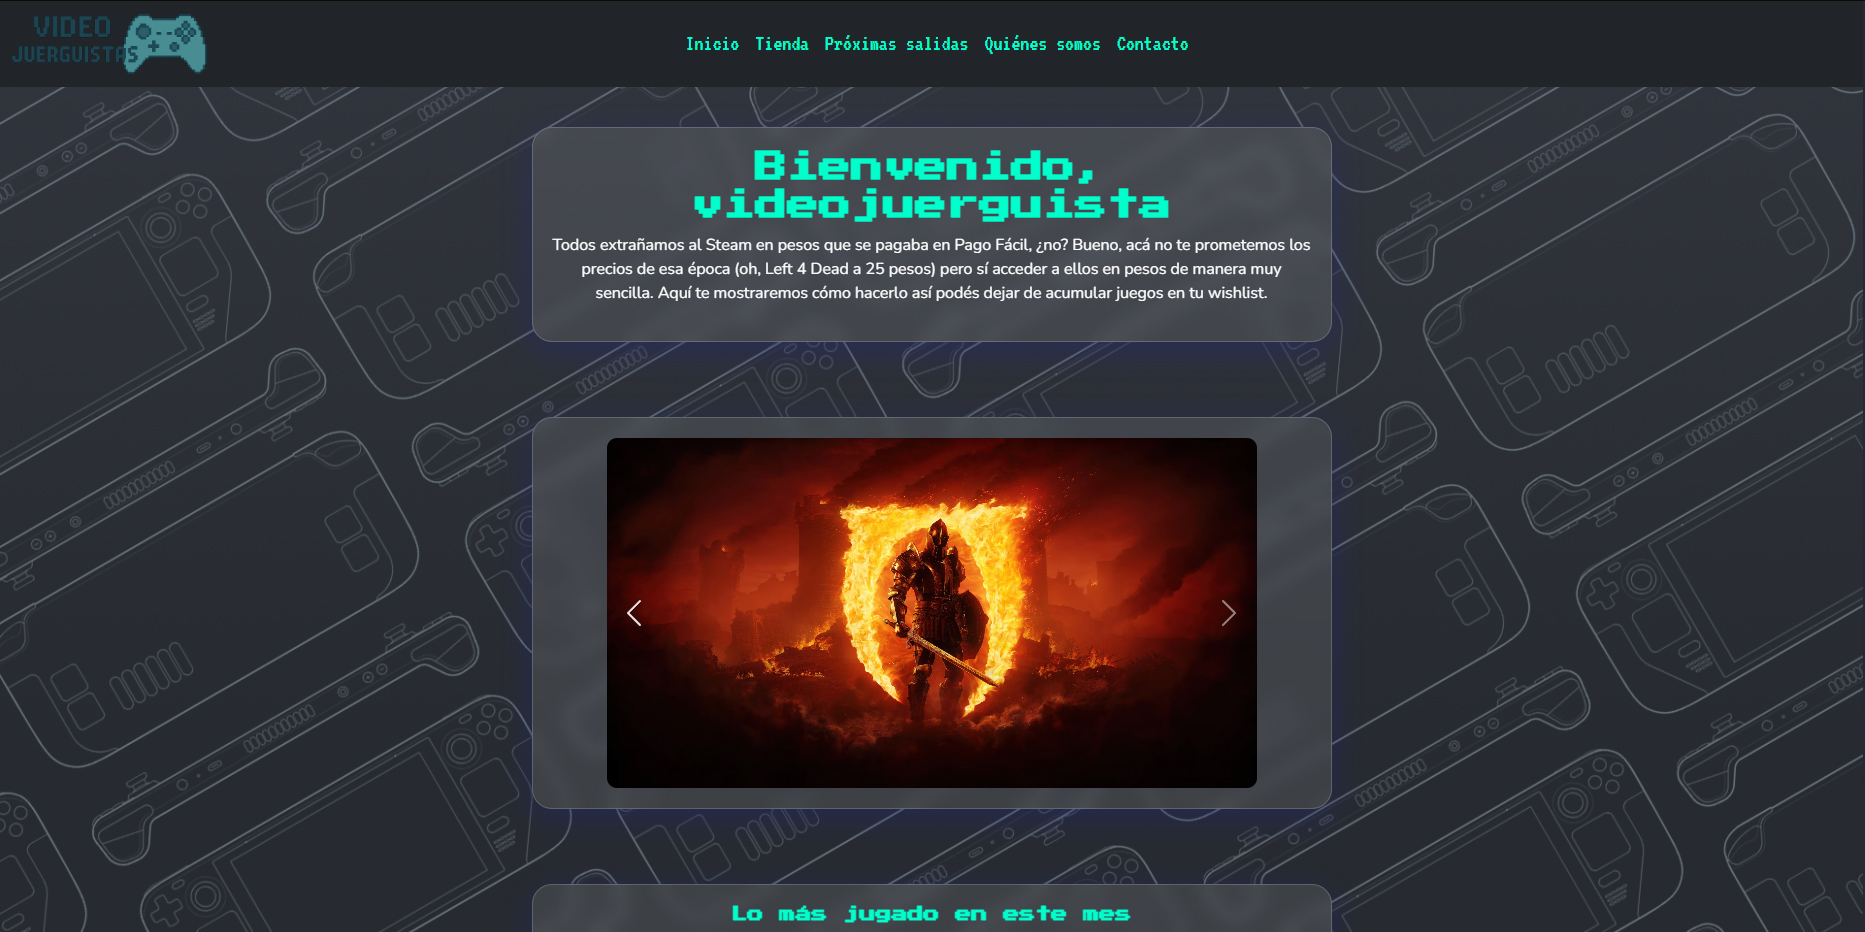 VIDEO
JUERGUISTAS
Inicio Tienda Próximas salidas Quiénes somos Contacto
Bienvenido,
videojuerguista
Todos extrañamos al Steam en pesos que se pagaba en Pago Fácil, ¿no? Bueno, acá no te prometemos los
precios de esa época (oh, Left 4 Dead a 25 pesos) pero sí acceder a ellos en pesos de manera muy
sencilla. Aquí te mostraremos cómo hacerlo así podés dejar de acumular juegos en tu wishlist.
Lo más jugado en este mes